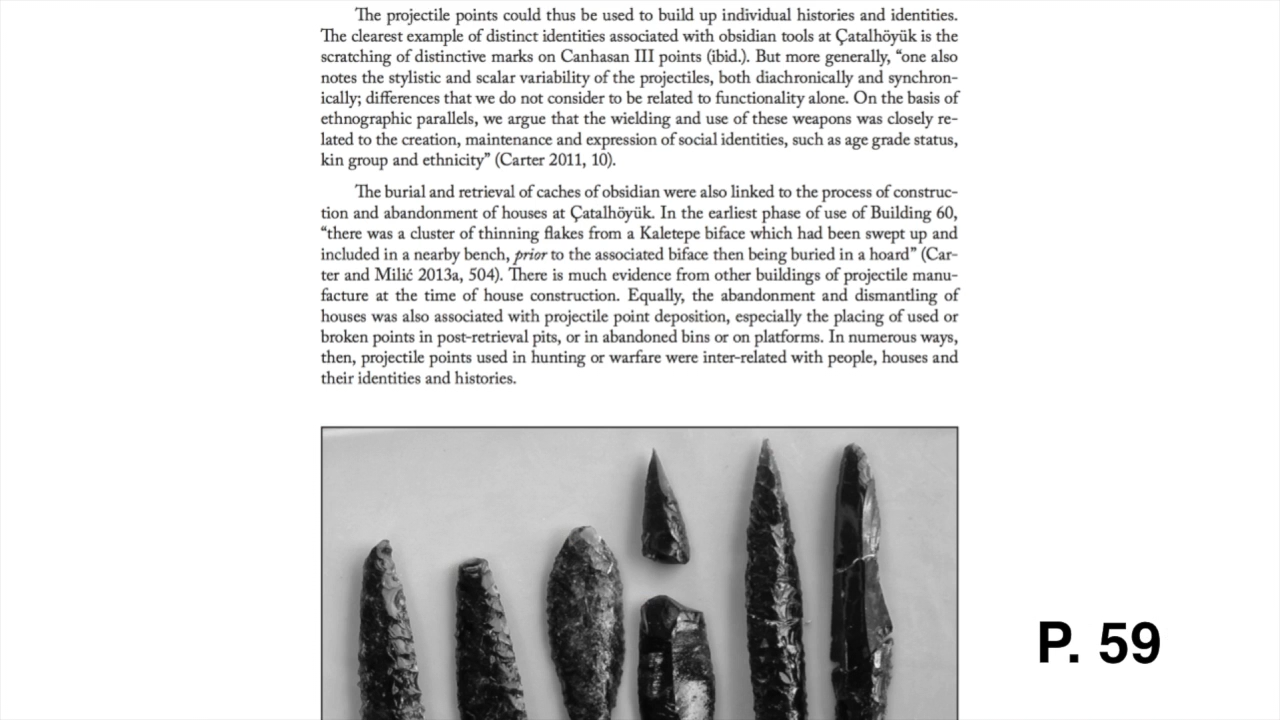 The projectile points could thus be used to build up individual histories and identities.
The clearest example of distinct identities associated with obsidian tools at Çatalhöyük is the
scratching of distinctive marks on Canhasan III points (ibid.). But more generally, “one also
notes the stylistic and scalar variability of the projectiles, both diachronically and synchron-
ically; differences that we do not consider to be related to functionality alone. On the basis of
ethnographic parallels, we argue that the wielding and use of these weapons was closely re-
lated to the creation, maintenance and expression of social identities, such as age grade status,
kin group and ethnicity” (Carter 2011, 10).
The burial and retrieval of caches of obsidian were also linked to the process of construc-
tion and abandonment of houses at Çatalhöyük. In the earliest phase of use of Building 60,
“there was a cluster of thinning flakes from a Kaletepe biface which had been swept up and
included in a nearby bench, prior to the associated biface then being buried in a hoard” (Car-
ter and Milić 2013a, 504). There is much evidence from other buildings of projectile manu-
facture at the time of house construction. Equally, the abandonment and dismantling of
houses was also associated with projectile point deposition, especially the placing of used or
broken points in post-retrieval pits, or in abandoned bins or on platforms. In numerous ways,
then, projectile points used in hunting or warfare were inter-related with people, houses and
their identities and histories.
P. 59